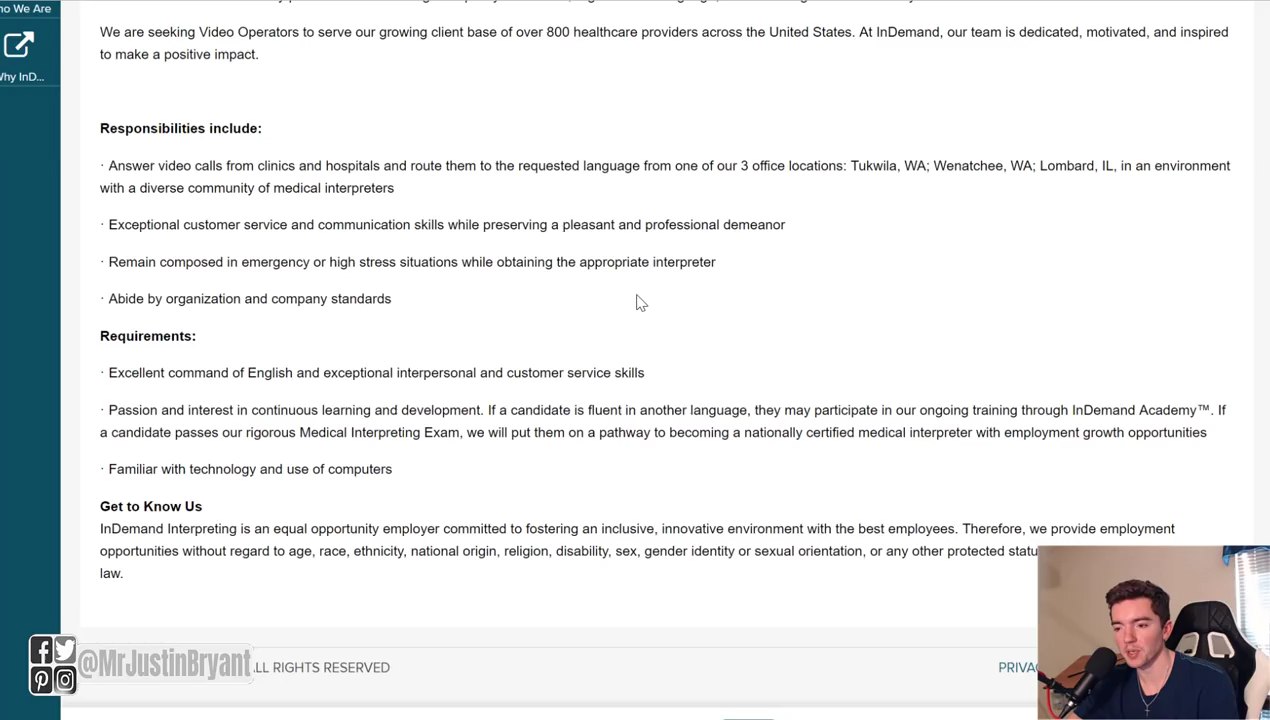 ho We Are
Why InD...
We are seeking Video Operators to serve our growing client base of over 800 healthcare providers across the United States. At InDemand, our team is dedicated, motivated, and inspired
to make a positive impact.
Responsibilities include:
· Answer video calls from clinics and hospitals and route them to the requested language from one of our 3 office locations: Tukwila, WA; Wenatchee, WA; Lombard, IL, in an environment
with a diverse community of medical interpreters
· Exceptional customer service and communication skills while preserving a pleasant and professional demeanor
· Remain composed in emergency or high stress situations while obtaining the appropriate interpreter
· Abide by organization and company standards
Requirements:
· Excellent command of English and exceptional interpersonal and customer service skills
· Passion and interest in continuous learning and development. If a candidate is fluent in another language, they may participate in our ongoing training through InDemand Academy™. If
a candidate passes our rigorous Medical Interpreting Exam, we will put them on a pathway to becoming a nationally certified medical interpreter with employment growth opportunities
· Familiar with technology and use of computers
Get to Know Us
InDemand Interpreting is an equal opportunity employer committed to fostering an inclusive, innovative environment with the best employees. Therefore, we provide employment
opportunities without regard to age, race, ethnicity, national origin, religion, disability, sex, gender identity or sexual orientation, or any other protected statu
law.
@MrJustinBryant
LL RIGHTS RESERVED
PRIVA